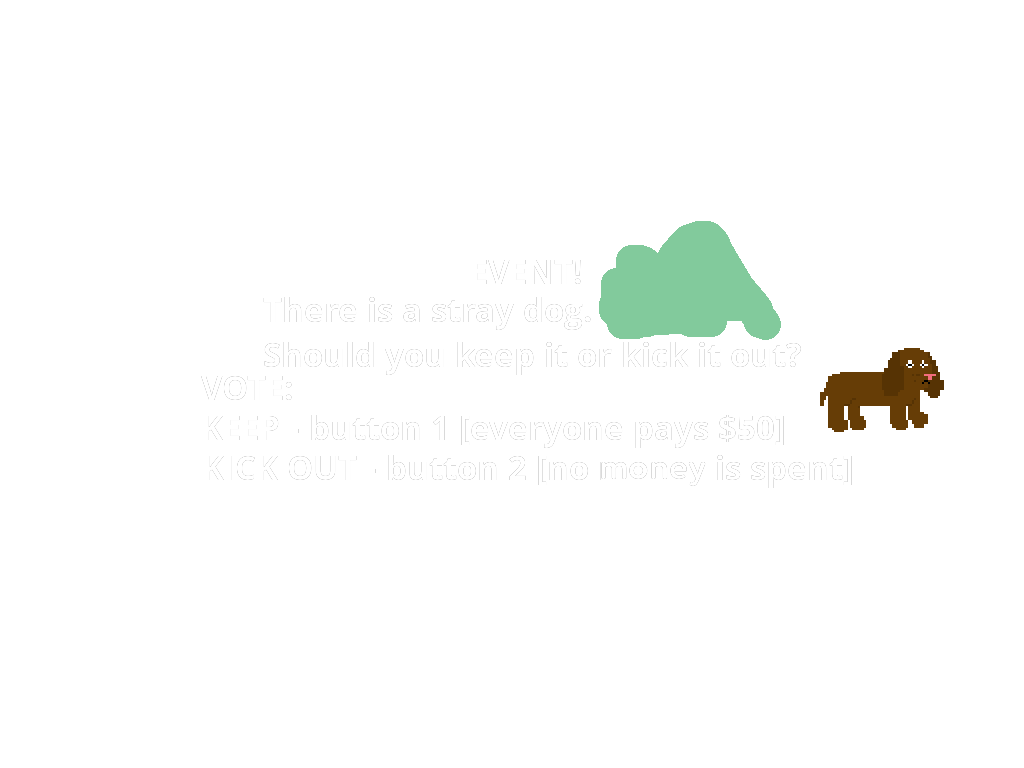 EVENT!
There is a stray dog.
Should you keep it or kick it out?
VOTE:
KEEP - button 1 [everyone pays $50]
KICK OUT - button 2 [no money is spent]